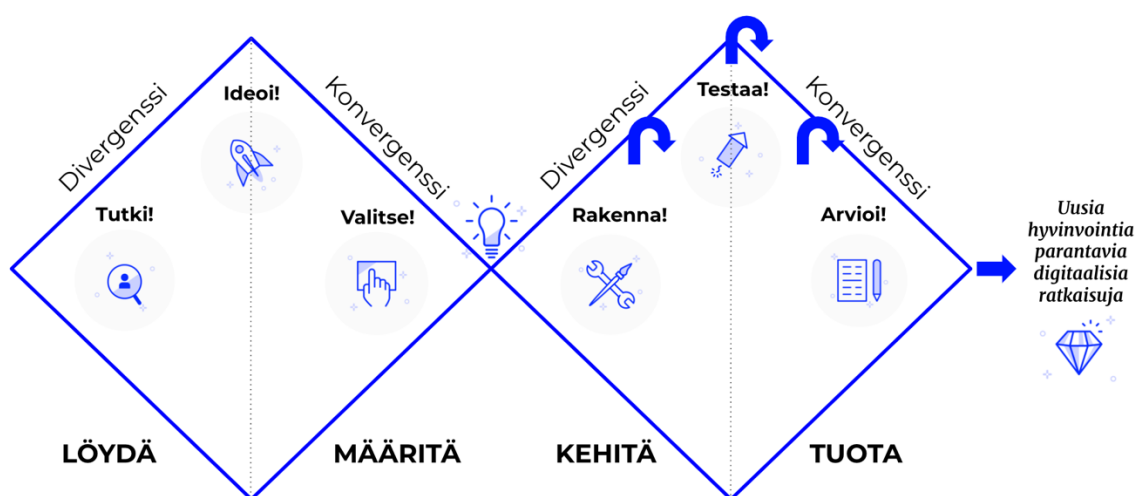 Divergenssi
Ideoi!
Konvergenssi
Tutki!
Valitse!
Divergenssi
Testaa!
Konvergenssi
Rakenna!
Arvioi!
Uusia
hyvinvointia
parantavia
digitaalisia
ratkaisuja
LÖYDÄ
MÄÄRITÄ
KEHITÄ
TUOTA